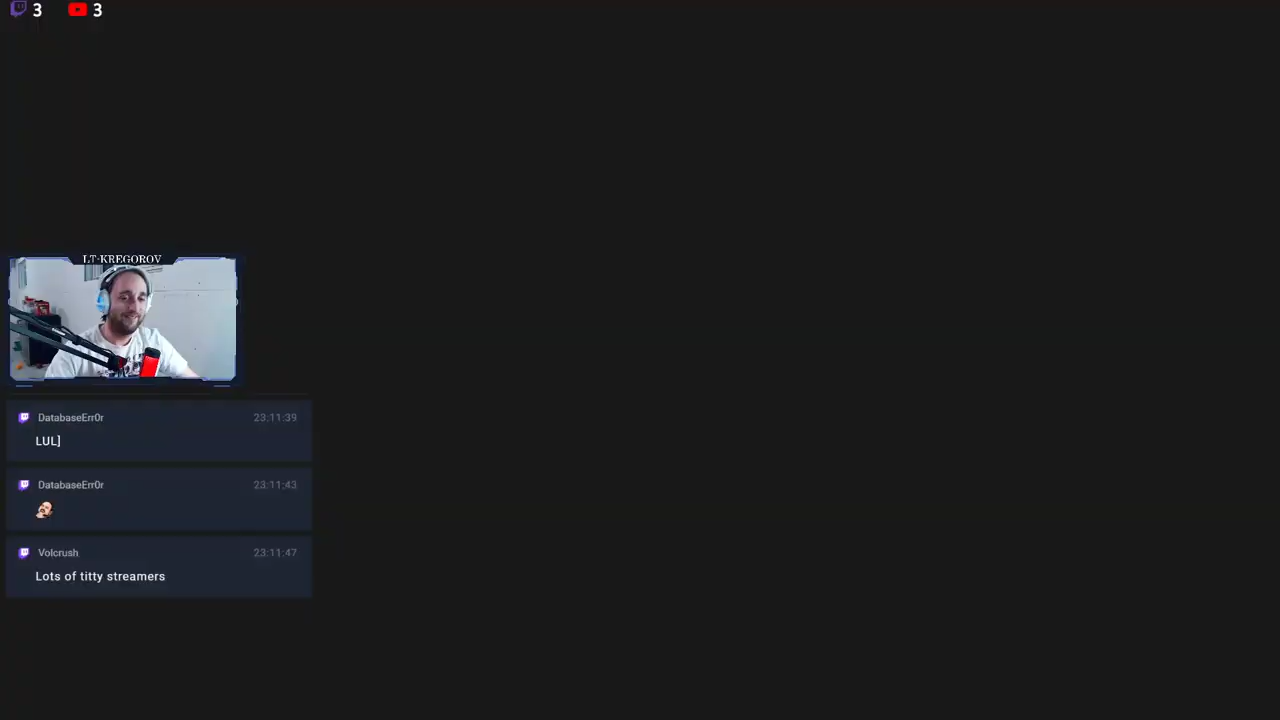 3 3
LT-KREGOROV
DatabaseErr0r 23:11:39
LUL]
DatabaseErr0r 23:11:43
Volcrush 23:11:47
Lots of titty streamers